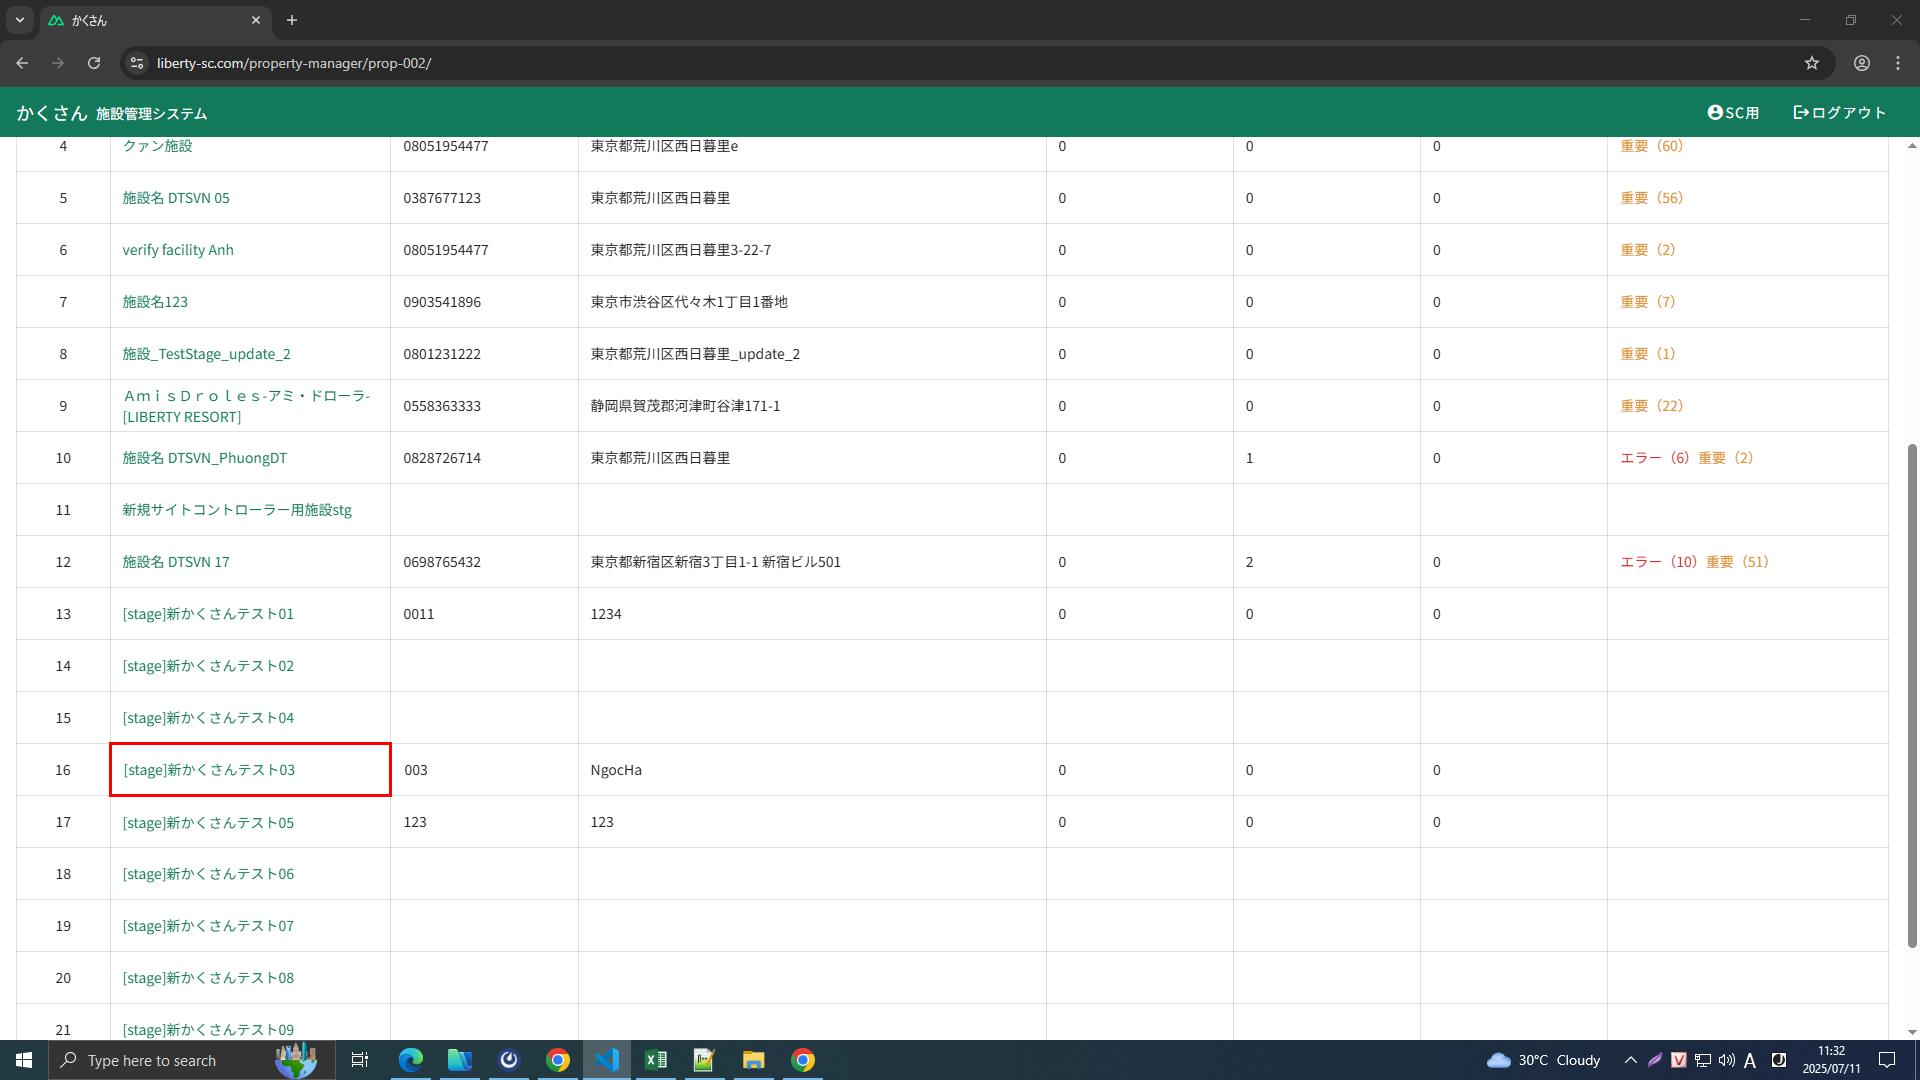 かくさん
liberty-sc.com/property-manager/prop-002/
かくさん 施設管理システム SC用 ログアウト
4 クァン施設 08051954477 東京都荒川区西日暮里e 0 0 0 重要（60）
5 施設名 DTSVN 05 0387677123 東京都荒川区西日暮里 0 0 0 重要（56）
6 verify facility Anh 08051954477 東京都荒川区西日暮里3-22-7 0 0 0 重要（2）
7 施設名123 0903541896 東京市渋谷区代々木1丁目1番地 0 0 0 重要（7）
8 施設_TestStage_update_2 0801231222 東京都荒川区西日暮里_update_2 0 0 0 重要（1）
9 ＡｍｉｓＤｒｏｌｅｓ-アミ・ドローラ-[LIBERTY RESORT] 0558363333 静岡県賀茂郡河津町谷津171-1 0 0 0 重要（22）
10 施設名 DTSVN_PhuongDT 0828726714 東京都荒川区西日暮里 0 1 0 エラー（6）重要（2）
11 新規サイトコントローラー用施設stg
12 施設名 DTSVN 17 0698765432 東京都新宿区新宿3丁目1-1 新宿ビル501 0 2 0 エラー（10）重要（51）
13 [stage]新かくさんテスト01 0011 1234 0 0 0
14 [stage]新かくさんテスト02
15 [stage]新かくさんテスト04
16 [stage]新かくさんテスト03 003 NgocHa 0 0 0
17 [stage]新かくさんテスト05 123 123 0 0 0
18 [stage]新かくさんテスト06
19 [stage]新かくさんテスト07
20 [stage]新かくさんテスト08
21 [stage]新かくさんテスト09
Type here to search 30°C Cloudy A 11:32
2025/07/11